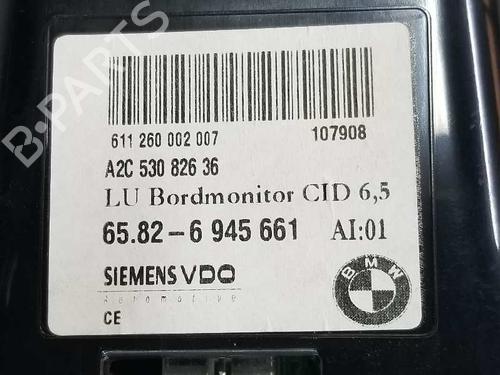 611 260 002 007 107908
A2C 530 826 36
LU Bordmonitor CID 6,5
65.82-6 945 661 AI:01
SIEMENS VDO
Automotive
CE
BMW
B-PARTS